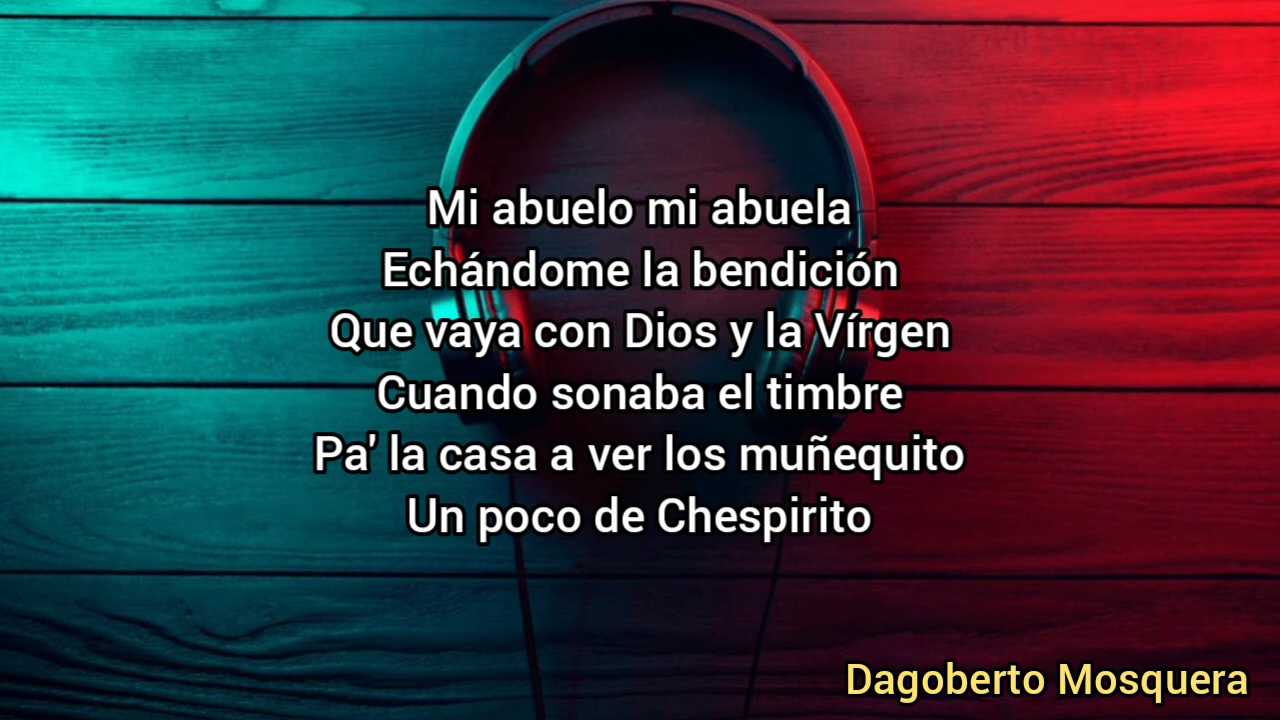 Mi abuelo mi abuela
Echándome la bendición
Que vaya con Dios y la Vírgen
Cuando sonaba el timbre
Pa' la casa a ver los muñequito
Un poco de Chespirito
Dagoberto Mosquera